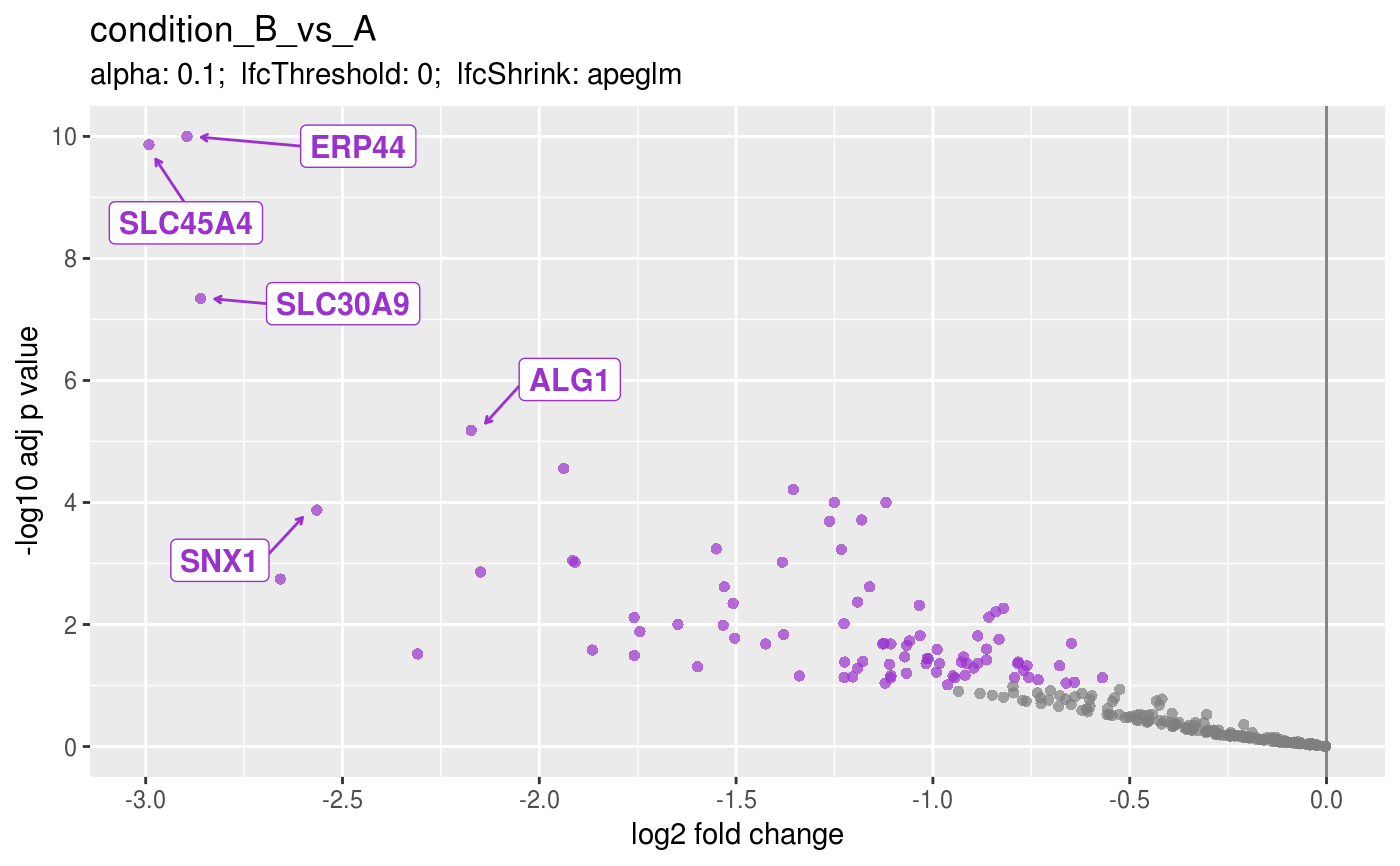 condition_B_vs_A
alpha: 0.1;  lfcThreshold: 0;  lfcShrink: apeglm
10
8
6
4
2
0
-log10 adj p value
ERP44
SLC45A4
SLC30A9
ALG1
SNX1
-3.0
-2.5
-2.0
-1.5
-1.0
-0.5
0.0
log2 fold change